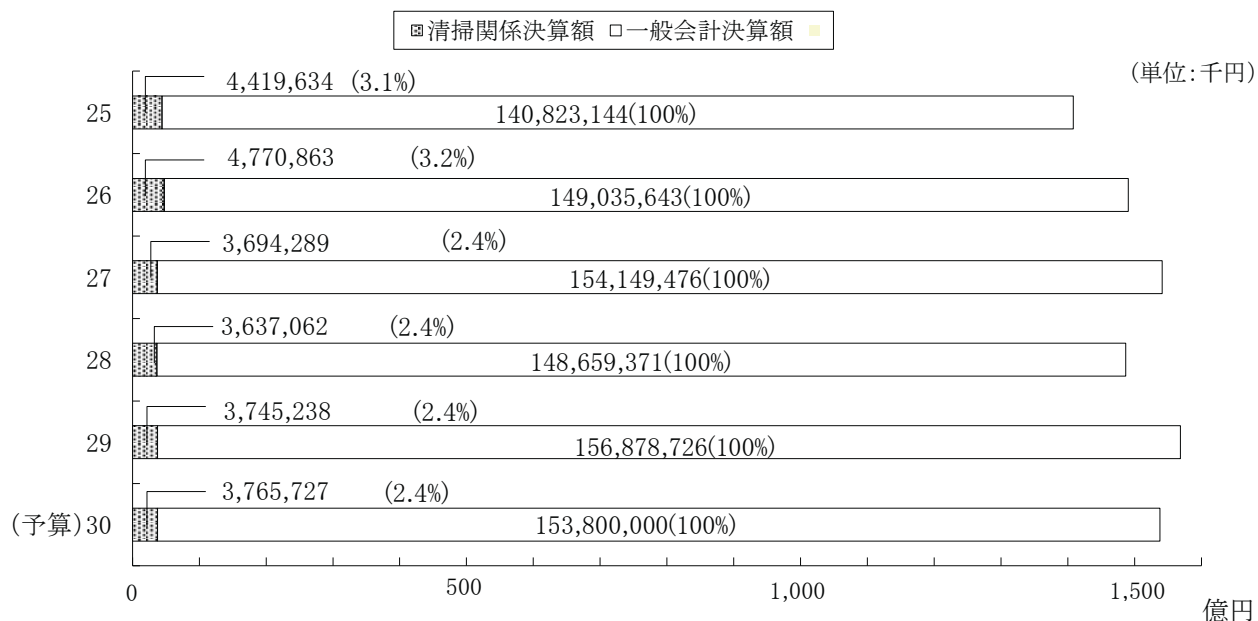 清掃関係決算額 一般会計決算額
(単位:千円)
4,419,634 (3.1%)
25 140,823,144(100%)
4,770,863 (3.2%)
26 149,035,643(100%)
3,694,289 (2.4%)
27 154,149,476(100%)
3,637,062 (2.4%)
28 148,659,371(100%)
3,745,238 (2.4%)
29 156,878,726(100%)
3,765,727 (2.4%)
(予算)30 153,800,000(100%)
0 500 1,000 1,500
億円